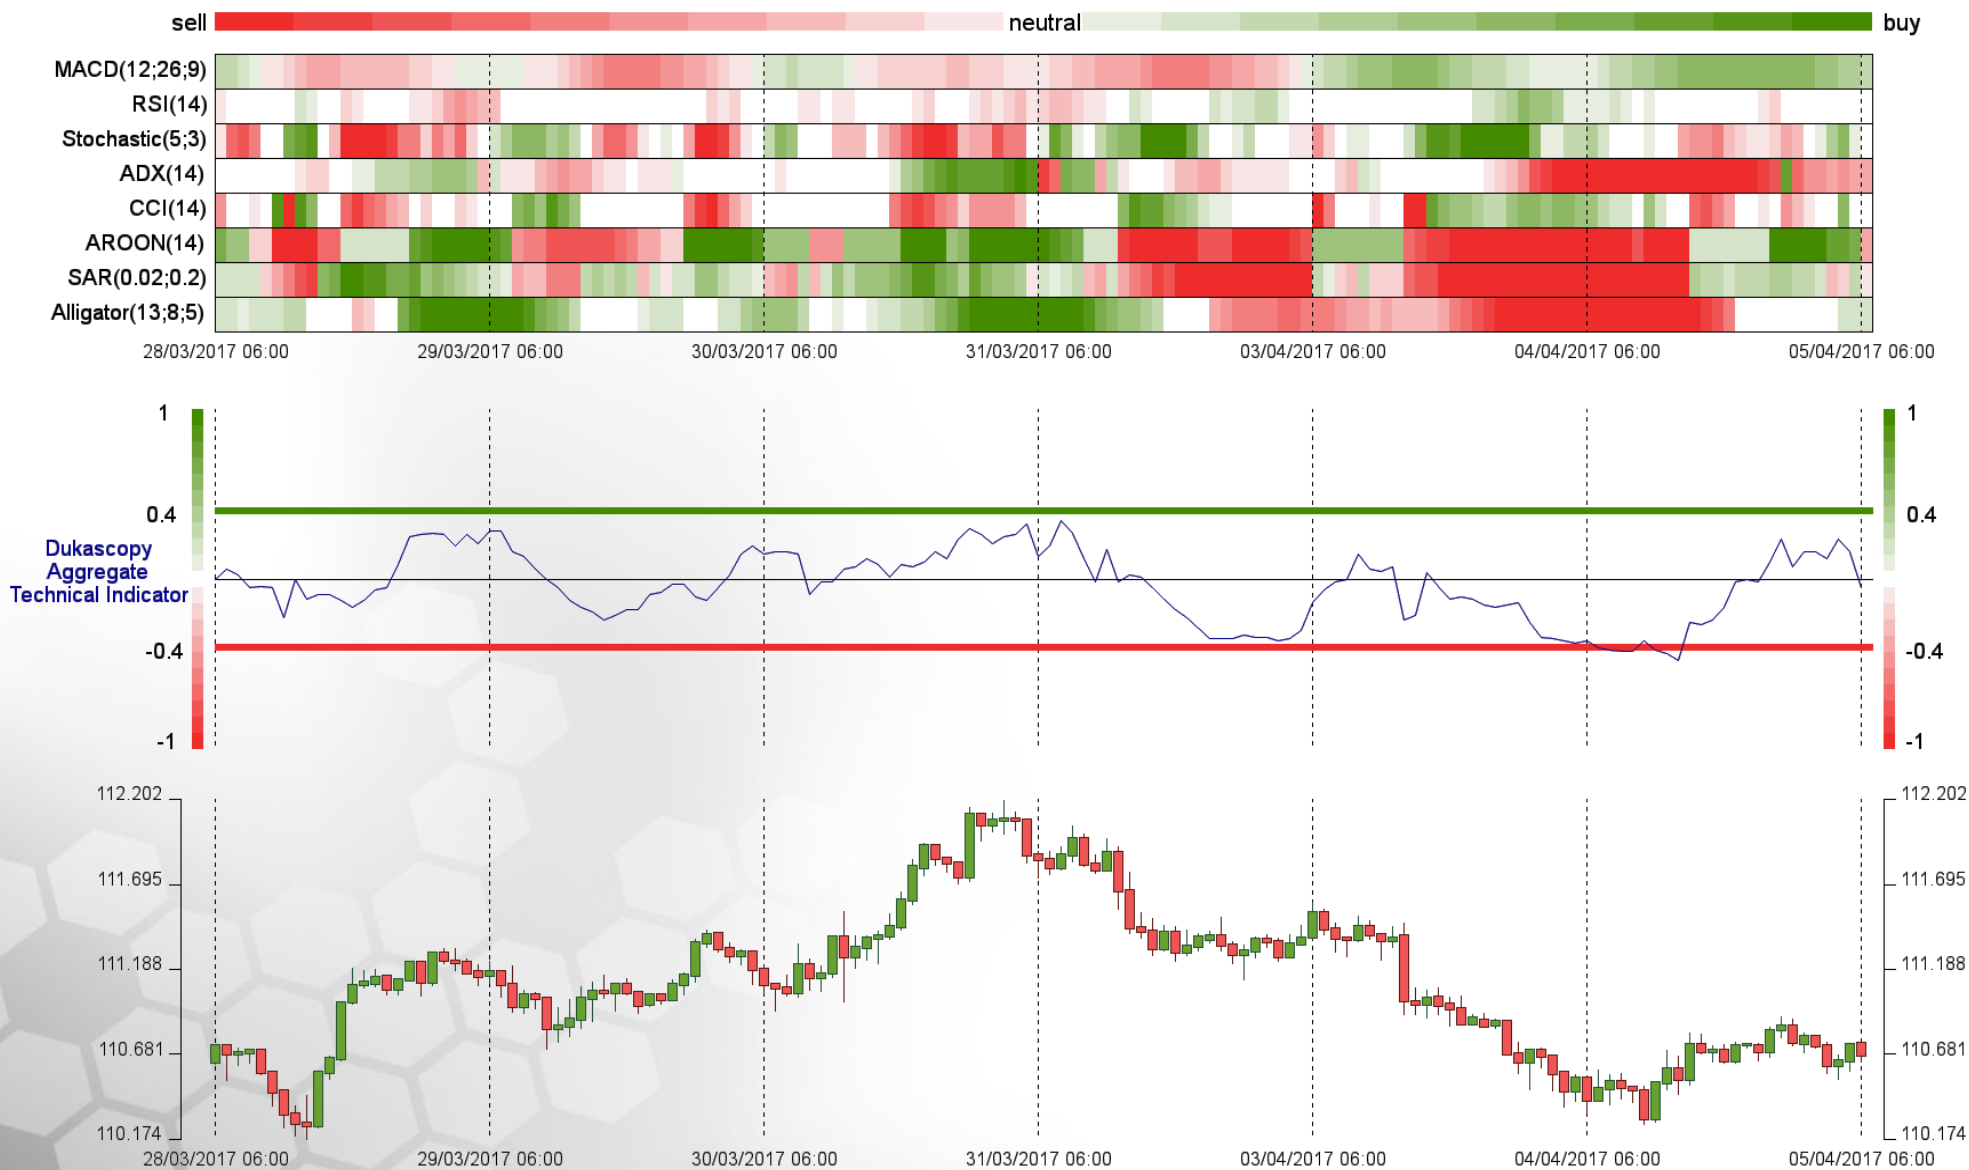 sell neutral buy
MACD(12;26;9)
RSI(14)
Stochastic(5;3)
ADX(14)
CCI(14)
AROON(14)
SAR(0.02;0.2)
Alligator(13;8;5)
28/03/2017 06:00 29/03/2017 06:00 30/03/2017 06:00 31/03/2017 06:00 03/04/2017 06:00 04/04/2017 06:00 05/04/2017 06:00
1 1
0.4 0.4
Dukascopy
Aggregate
Technical Indicator
-0.4 -0.4
-1 -1
112.202 112.202
111.695 111.695
111.188 111.188
110.681 110.681
110.174 110.174
28/03/2017 06:00 29/03/2017 06:00 30/03/2017 06:00 31/03/2017 06:00 03/04/2017 06:00 04/04/2017 06:00 05/04/2017 06:00